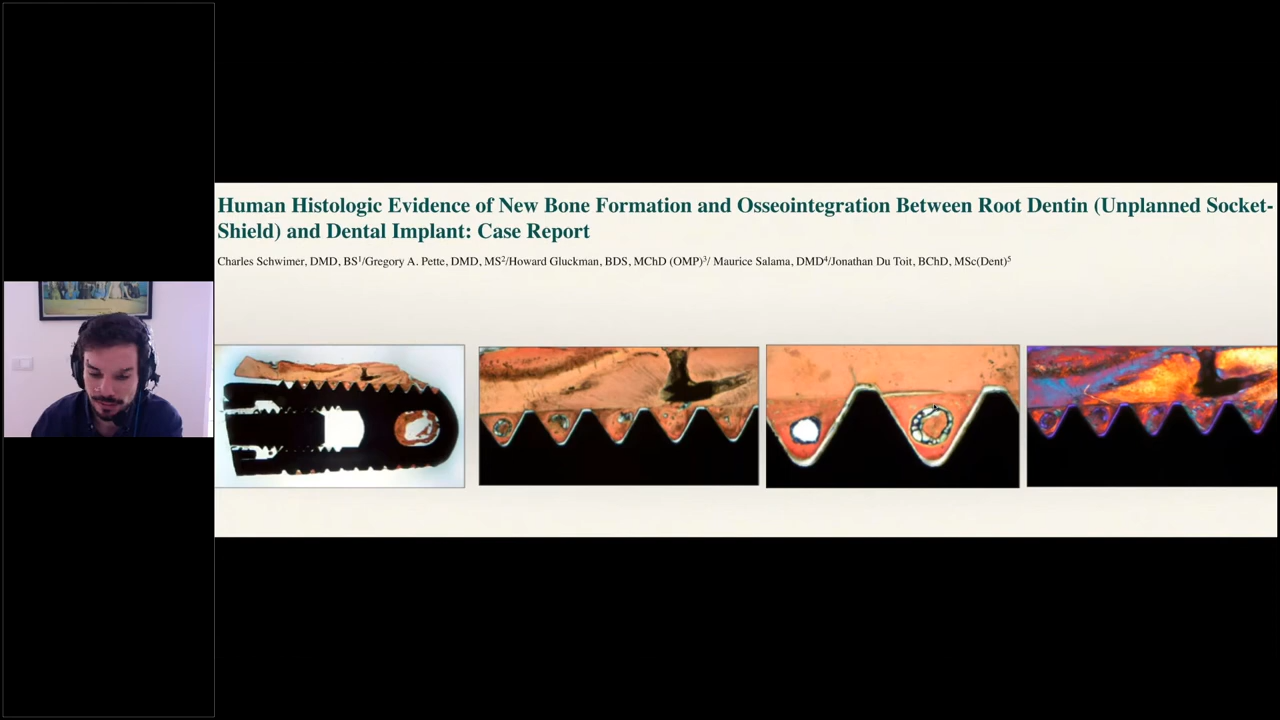 Human Histologic Evidence of New Bone Formation and Osseointegration Between Root Dentin (Unplanned Socket-
Shield) and Dental Implant: Case Report
Charles Schwimer, DMD, BS1/Gregory A. Pette, DMD, MS2/Howard Gluckman, BDS, MChD (OMP)3/ Maurice Salama, DMD4/Jonathan Du Toit, BChD, MSc(Dent)5